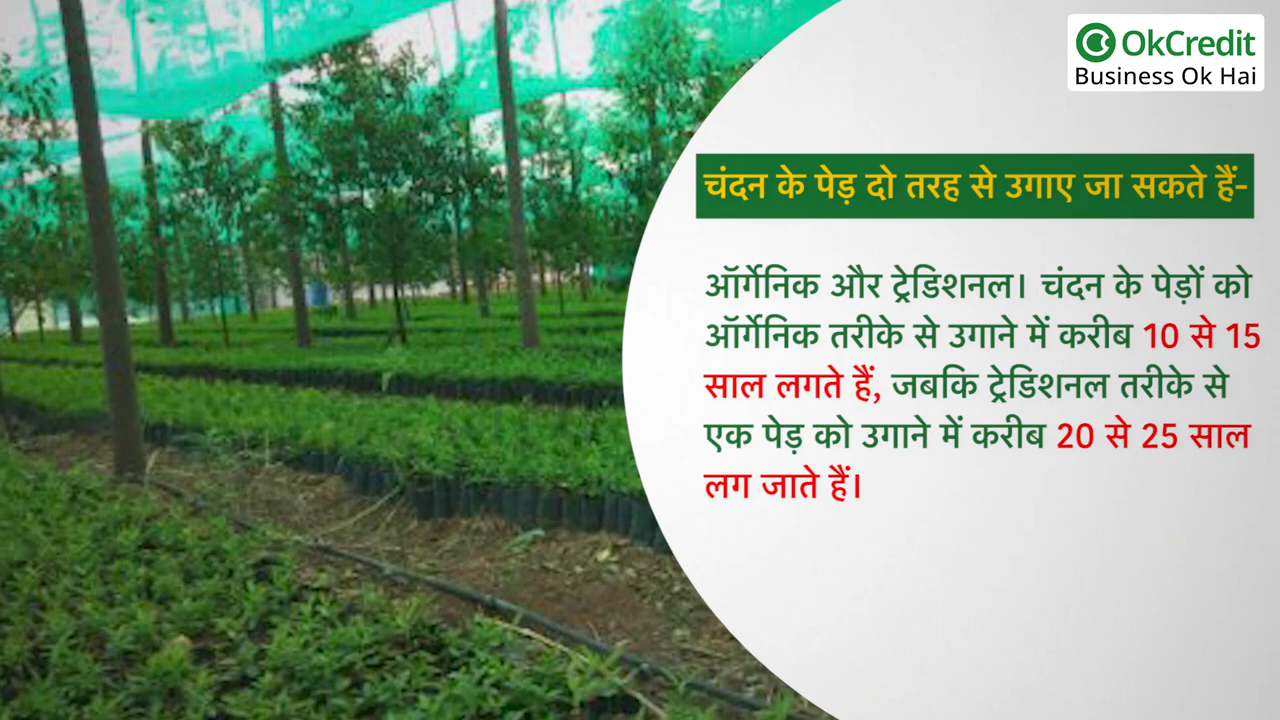 OkCredit
Business Ok Hai
चंदन के पेड़ दो तरह से उगाए जा सकते हैं-
ऑर्गेनिक और ट्रेडिशनल। चंदन के पेड़ों को
ऑर्गेनिक तरीके से उगाने में करीब 10 से 15
साल लगते हैं, जबकि ट्रेडिशनल तरीके से
एक पेड़ को उगाने में करीब 20 से 25 साल
लग जाते हैं।